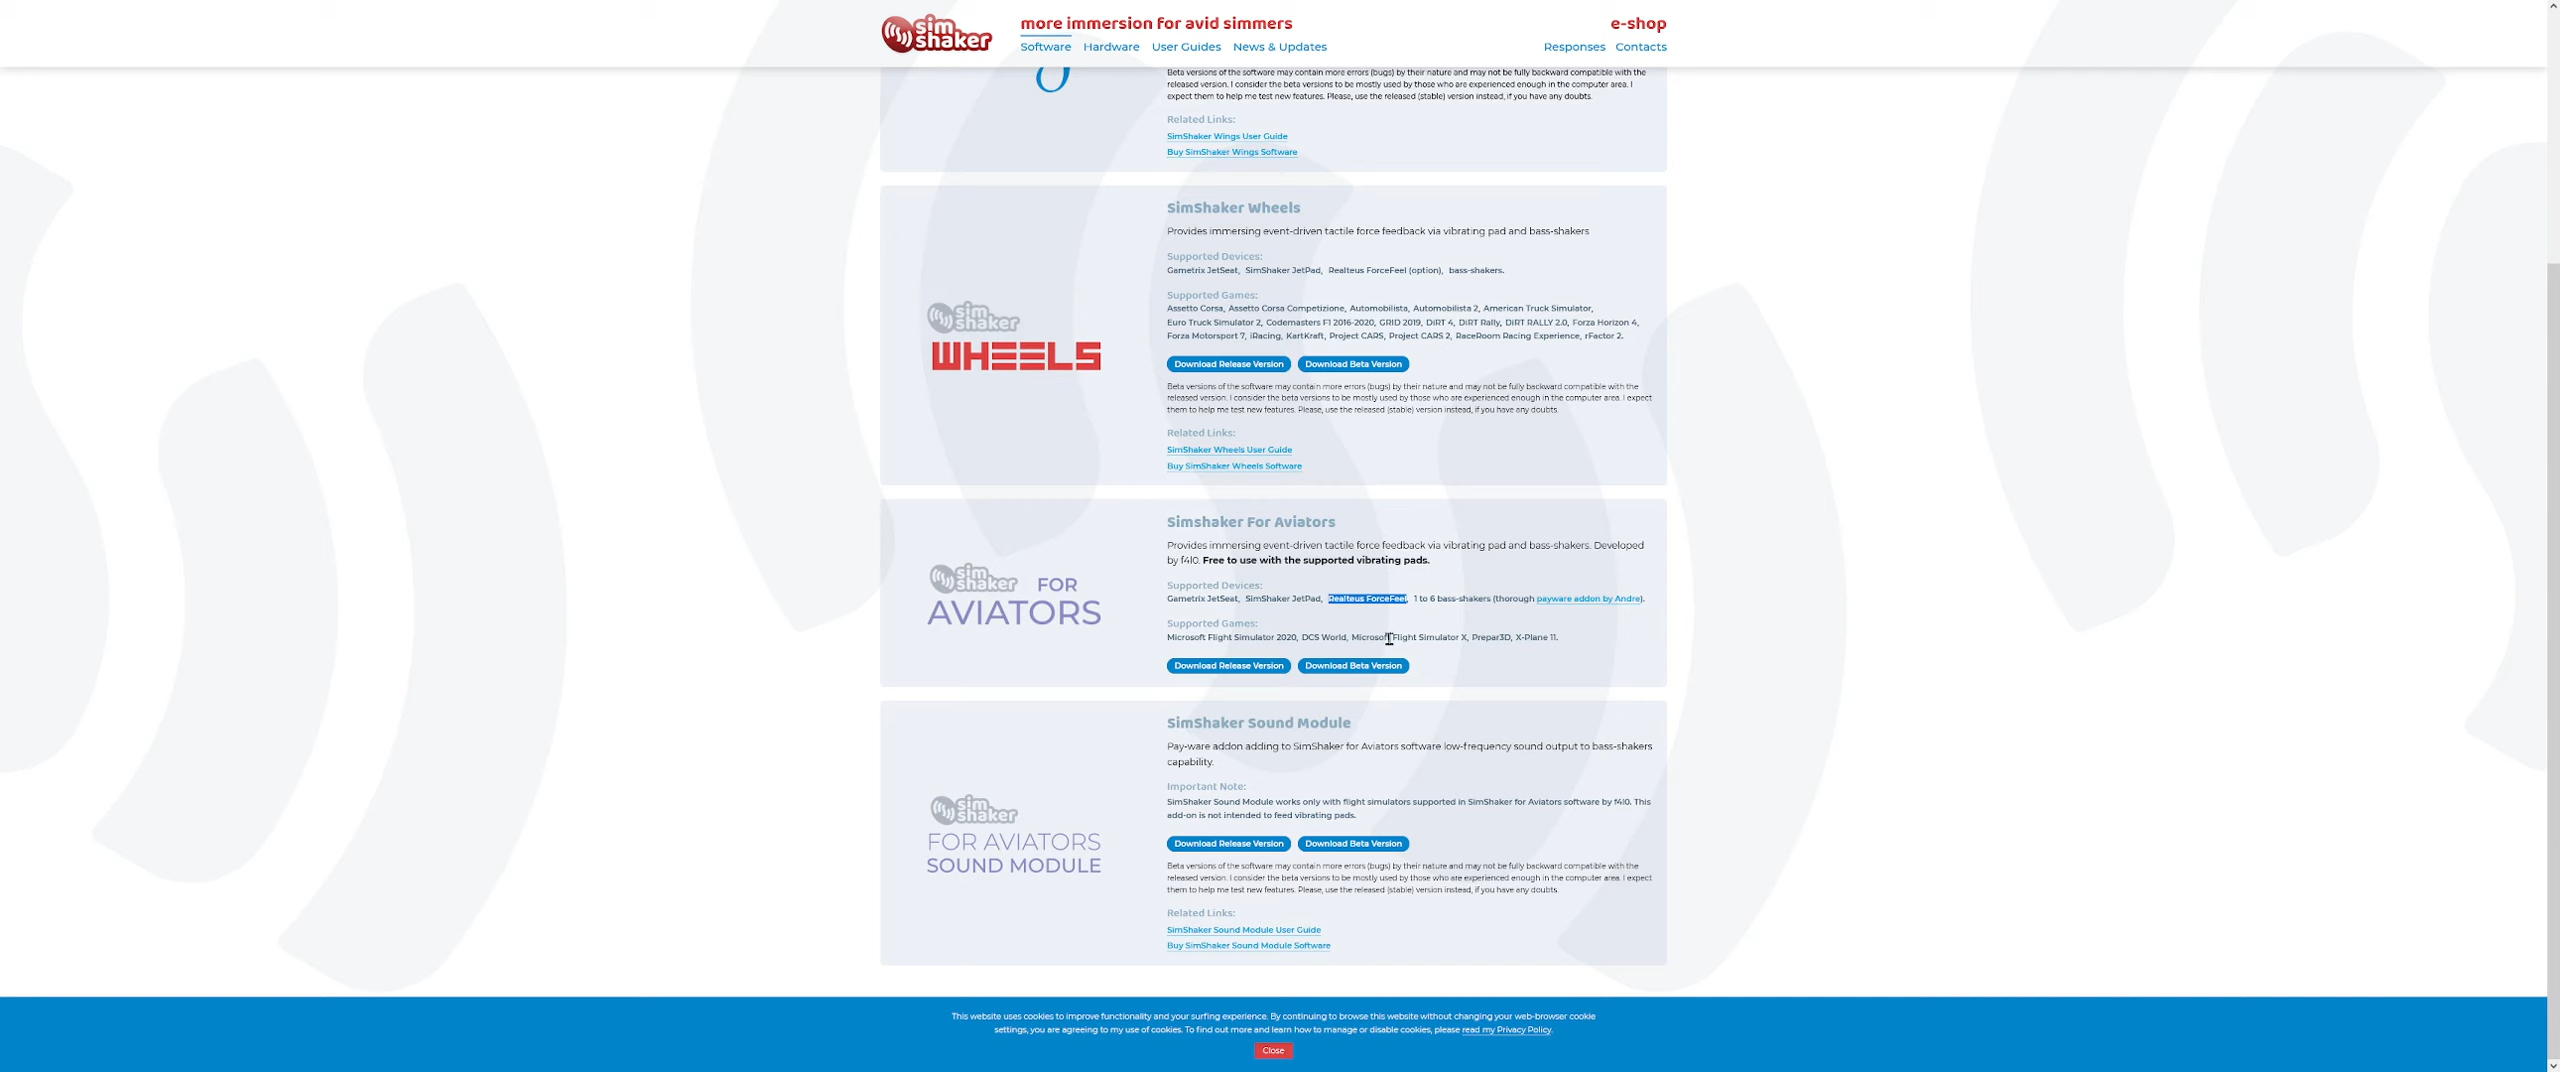 sim shaker
more immersion for avid simmers
e-shop
Software Hardware User Guides News & Updates
Responses Contacts
Beta versions of the software may contain more errors (bugs) by their nature and may not be fully backward compatible with the
released version. I consider the beta versions to be mostly used by those who are experienced enough in the computer area. I
expect them to help me test new features. Please, use the released (stable) version instead, if you have any doubts.
Related Links:
SimShaker Wings User Guide
Buy SimShaker Wings Software
sim shaker
WHEELS
SimShaker Wheels
Provides immersing event-driven tactile force feedback via vibrating pad and bass-shakers
Supported Devices:
Gametrix JetSeat, SimShaker JetPad, Realteus ForceFeel (option), bass-shakers.
Supported Games:
Assetto Corsa, Assetto Corsa Competizione, Automobilista, Automobilista 2, American Truck Simulator,
Euro Truck Simulator 2, Codemasters F1 2016-2020, GRID 2019, DiRT 4, DiRT Rally, DiRT RALLY 2.0, Forza Horizon 4,
Forza Motorsport 7, iRacing, KartKraft, Project CARS, Project CARS 2, RaceRoom Racing Experience, rFactor 2.
Download Release Version Download Beta Version
Beta versions of the software may contain more errors (bugs) by their nature and may not be fully backward compatible with the
released version. I consider the beta versions to be mostly used by those who are experienced enough in the computer area. I expect
them to help me test new features. Please, use the released (stable) version instead, if you have any doubts.
Related Links:
SimShaker Wheels User Guide
Buy SimShaker Wheels Software
sim shaker FOR
AVIATORS
Simshaker For Aviators
Provides immersing event-driven tactile force feedback via vibrating pad and bass-shakers. Developed
by f4l0. Free to use with the supported vibrating pads.
Supported Devices:
Gametrix JetSeat, SimShaker JetPad, Realteus ForceFeel, 1 to 6 bass-shakers (thorough payware addon by Andre).
Supported Games:
Microsoft Flight Simulator 2020, DCS World, Microsoft Flight Simulator X, Prepar3D, X-Plane 11.
Download Release Version Download Beta Version
sim shaker
FOR AVIATORS
SOUND MODULE
SimShaker Sound Module
Pay-ware addon adding to SimShaker for Aviators software low-frequency sound output to bass-shakers
capability.
Important Note:
SimShaker Sound Module works only with flight simulators supported in SimShaker for Aviators software by f4l0. This
add-on is not intended to feed vibrating pads.
Download Release Version Download Beta Version
Beta versions of the software may contain more errors (bugs) by their nature and may not be fully backward compatible with the
released version. I consider the beta versions to be mostly used by those who are experienced enough in the computer area. I expect
them to help me test new features. Please, use the released (stable) version instead, if you have any doubts.
Related Links:
SimShaker Sound Module User Guide
Buy SimShaker Sound Module Software
This website uses cookies to improve functionality and your surfing experience. By continuing to browse this website without changing your web-browser cookie
settings, you are agreeing to my use of cookies. To find out more and learn how to manage or disable cookies, please read my Privacy Policy.
Close